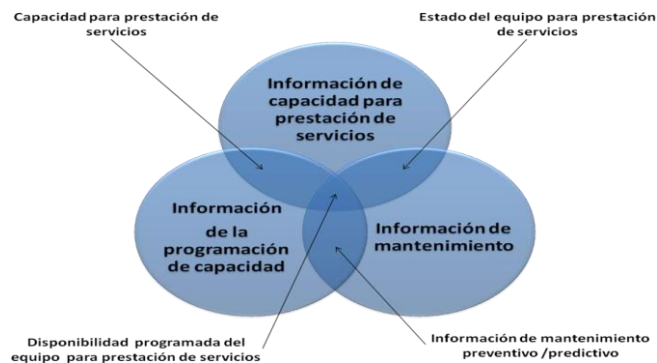 Capacidad para prestación de
servicios
Estado del equipo para prestación
de servicios
Información de
capacidad para
prestación de
servicios
Información
de la
programación
de capacidad
Información de
mantenimiento
Disponibilidad programada del
equipo para prestación de servicios
Información de mantenimiento
preventivo /predictivo